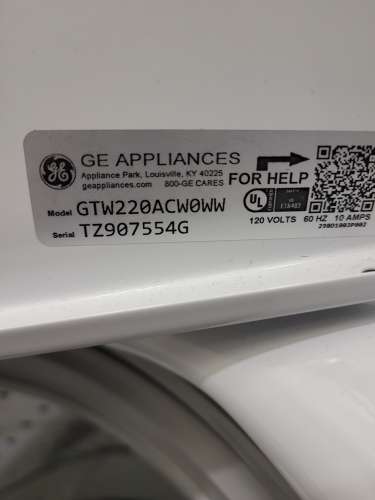 GE APPLIANCES
Appliance Park, Louisville, KY 40225
geappliances.com 800-GE CARES
FOR HELP
Model GTW220ACW0WW
Serial TZ907554G
UL
120 VOLTS 60 HZ 10 AMPS